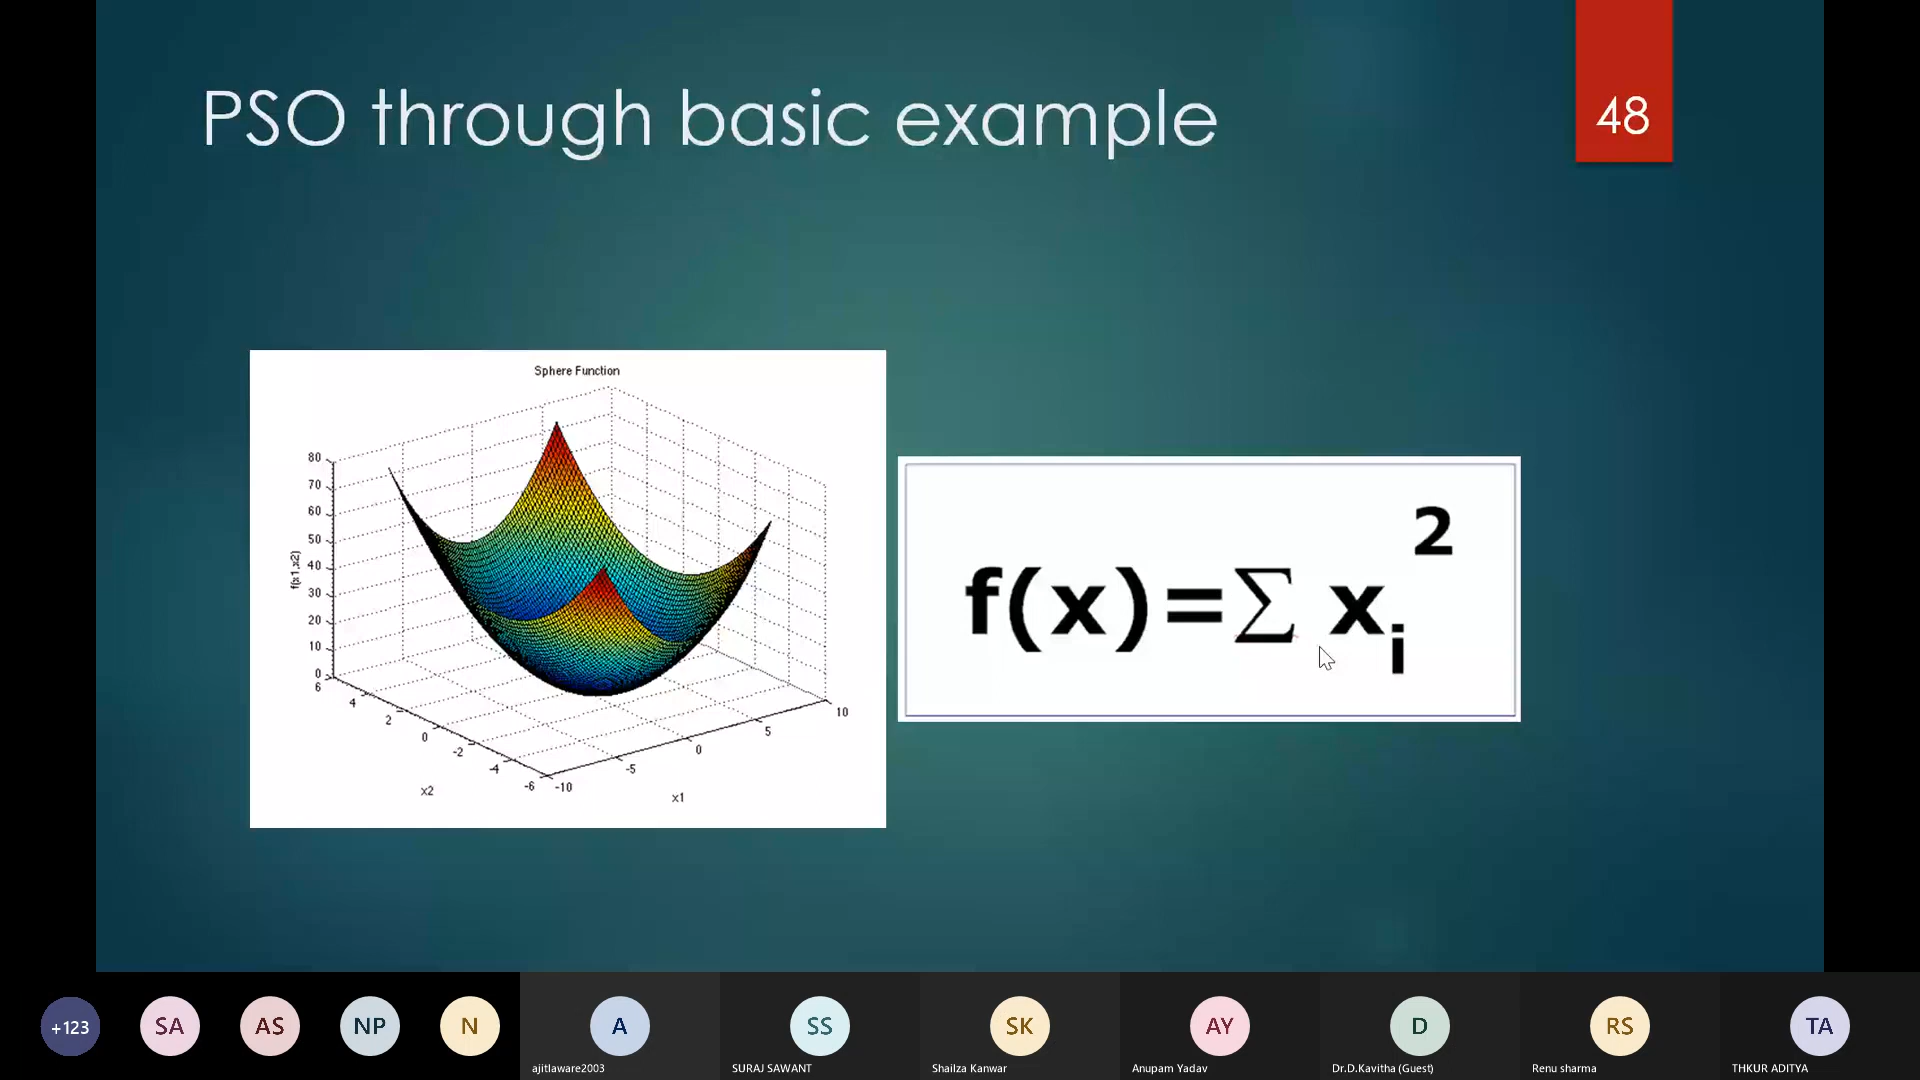 PSO through basic example
48
Sphere Function
80
70
60
50
40
30
20
10
0
f(x1,x2)
6
4
2
0
-2
-4
-6
x2
-10
-5
0
5
10
x1
f(x)=∑ xᵢ²
+123
SA
AS
NP
N
A
SS
SK
AY
D
RS
TA
ajitlaware2003
SURAJ SAWANT
Shailza Kanwar
Anupam Yadav
Dr.D.Kavitha (Guest)
Renu sharma
THKUR ADITYA